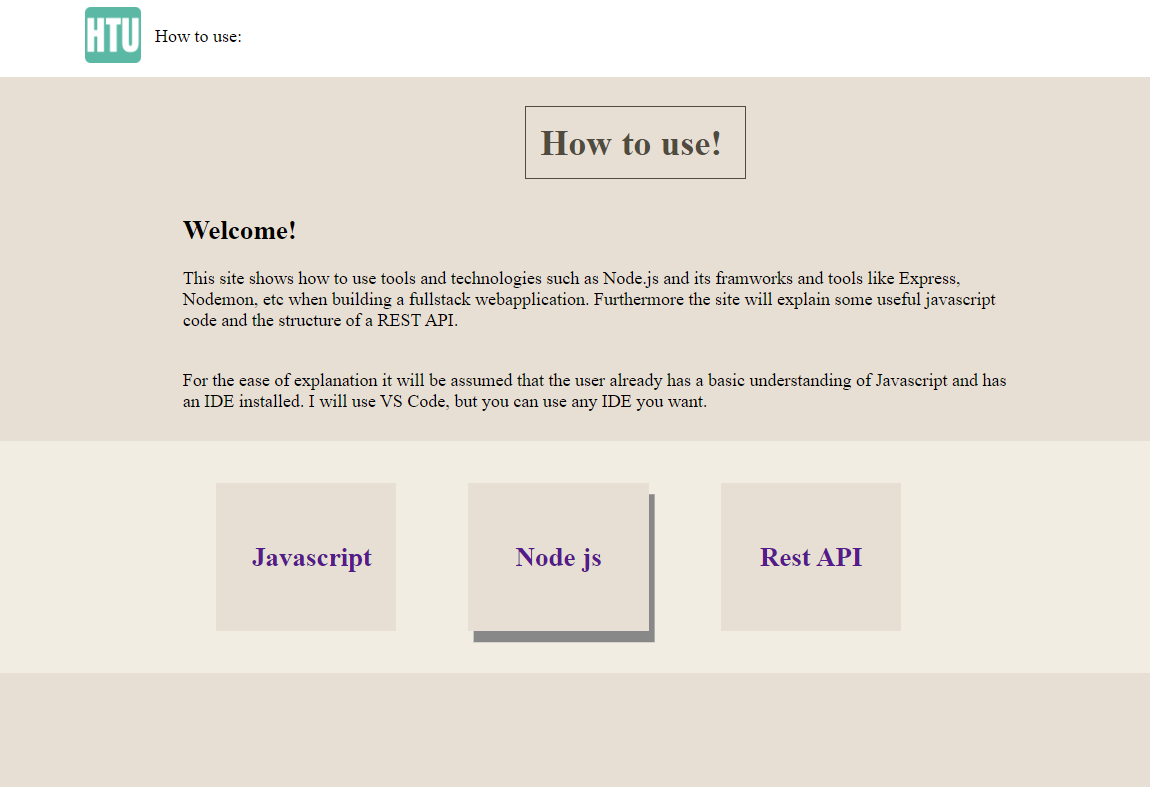 HTU How to use:
How to use!
Welcome!
This site shows how to use tools and technologies such as Node.js and its framworks and tools like Express,
Nodemon, etc when building a fullstack webapplication. Furthermore the site will explain some useful javascript
code and the structure of a REST API.
For the ease of explanation it will be assumed that the user already has a basic understanding of Javascript and has
an IDE installed. I will use VS Code, but you can use any IDE you want.
Javascript Node js Rest API